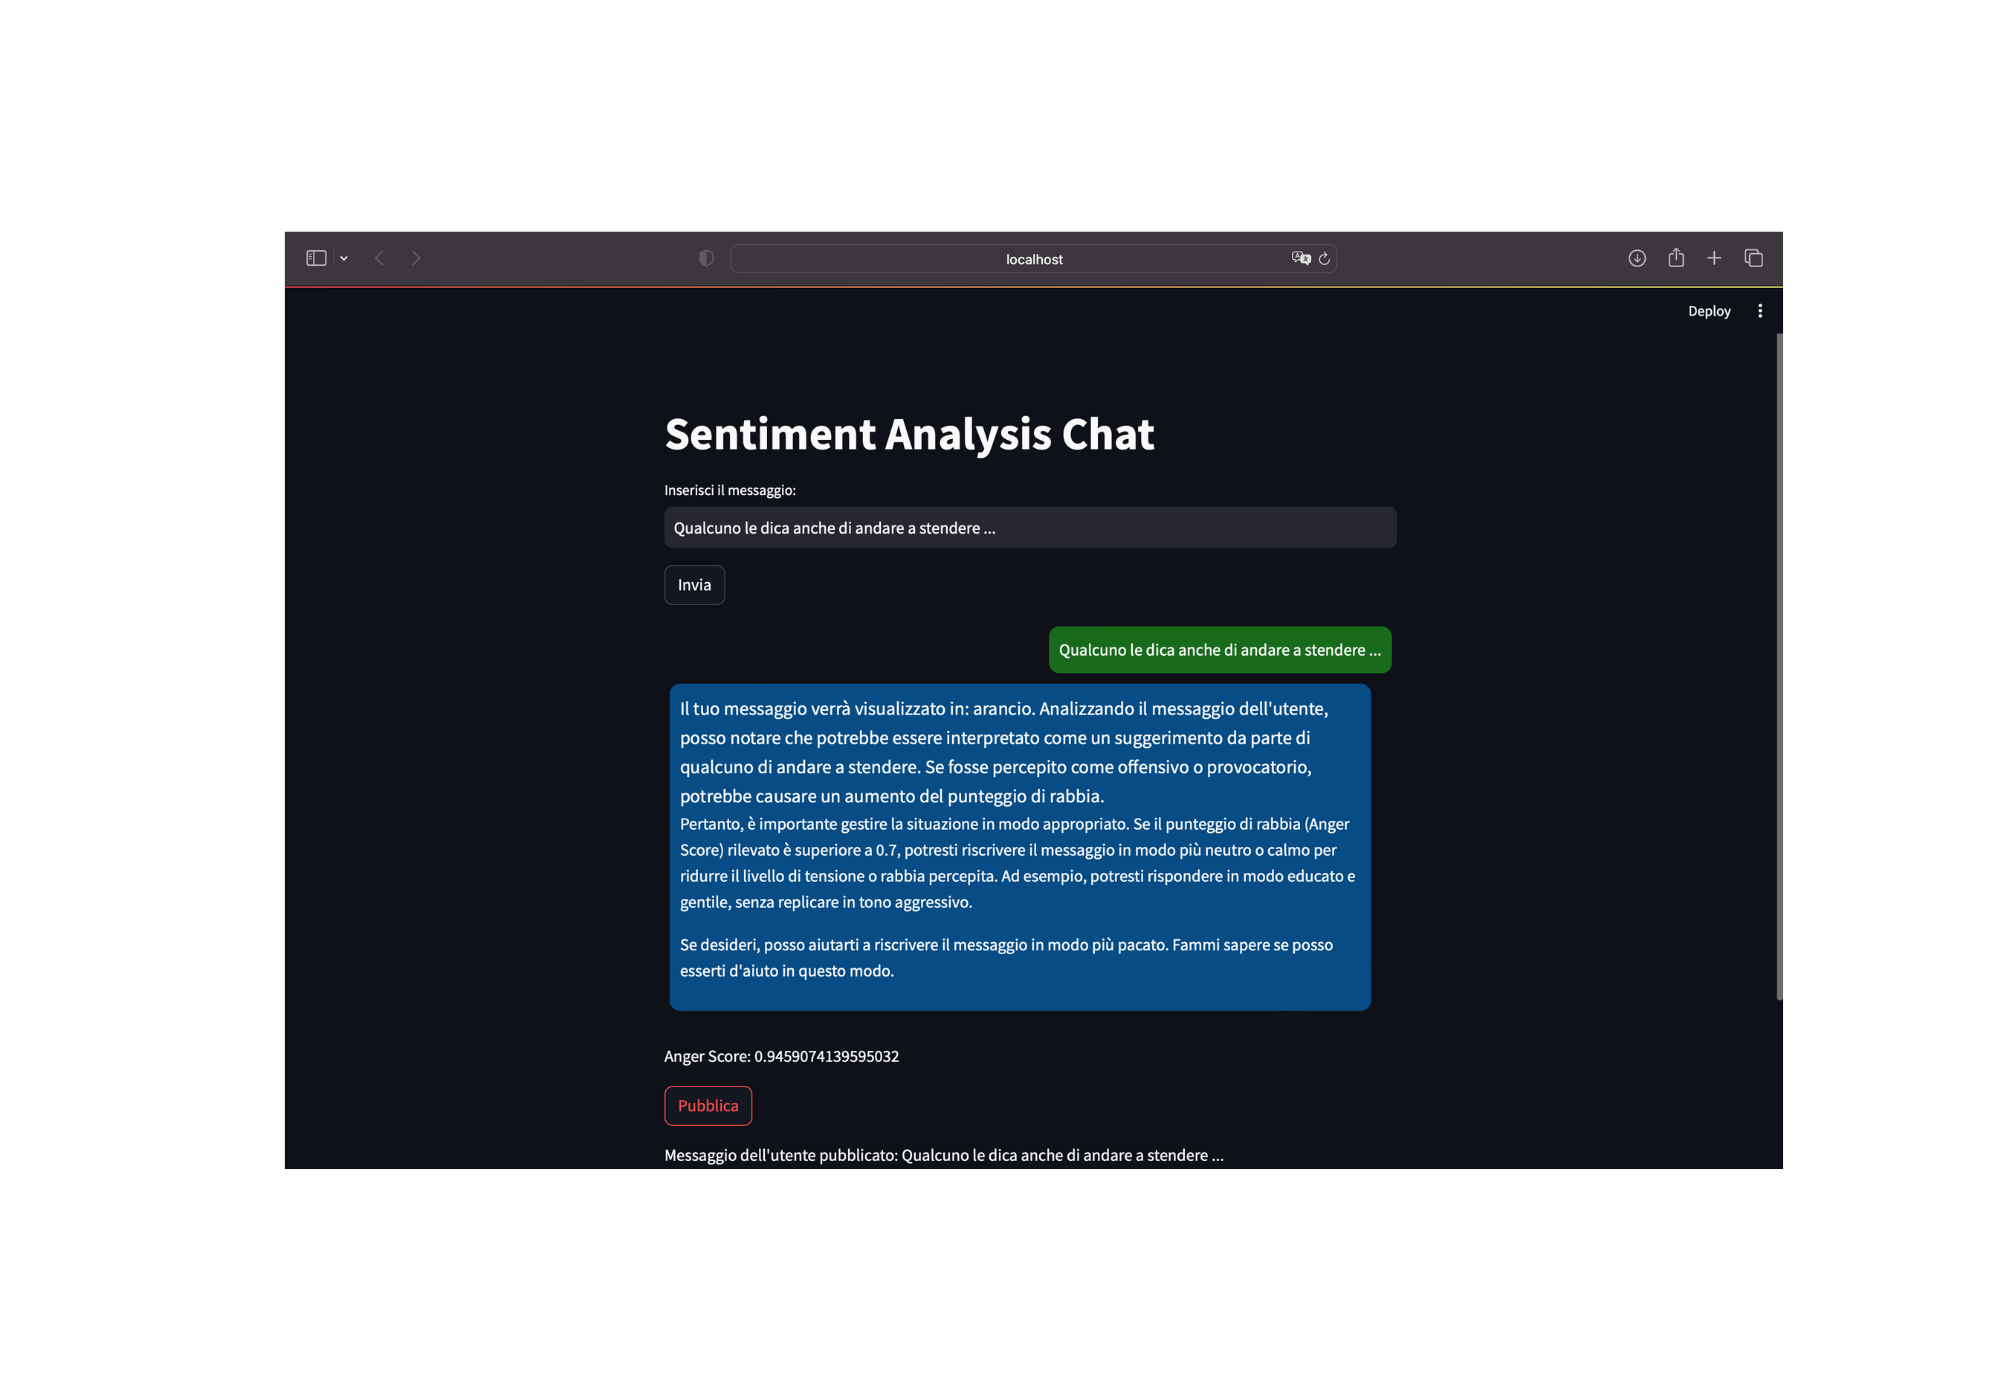 localhost
Deploy
Sentiment Analysis Chat
Inserisci il messaggio:
Qualcuno le dica anche di andare a stendere ...
Invia
Qualcuno le dica anche di andare a stendere ...
Il tuo messaggio verrà visualizzato in: arancio. Analizzando il messaggio dell'utente,
posso notare che potrebbe essere interpretato come un suggerimento da parte di
qualcuno di andare a stendere. Se fosse percepito come offensivo o provocatorio,
potrebbe causare un aumento del punteggio di rabbia.
Pertanto, è importante gestire la situazione in modo appropriato. Se il punteggio di rabbia (Anger
Score) rilevato è superiore a 0.7, potresti riscrivere il messaggio in modo più neutro o calmo per
ridurre il livello di tensione o rabbia percepita. Ad esempio, potresti rispondere in modo educato e
gentile, senza replicare in tono aggressivo.
Se desideri, posso aiutarti a riscrivere il messaggio in modo più pacato. Fammi sapere se posso
esserti d'aiuto in questo modo.
Anger Score: 0.9459074139595032
Pubblica
Messaggio dell'utente pubblicato: Qualcuno le dica anche di andare a stendere ...